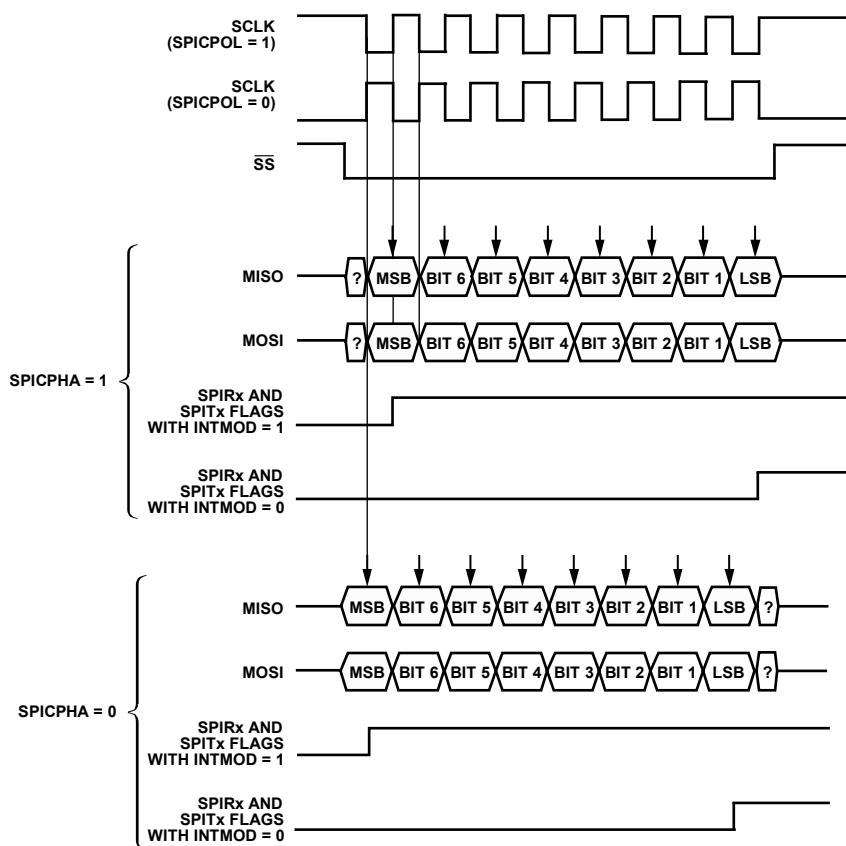 SCLK
(SPICPOL = 1)
SCLK
(SPICPOL = 0)
SS
MISO ? MSB BIT 6 BIT 5 BIT 4 BIT 3 BIT 2 BIT 1 LSB
MOSI ? MSB BIT 6 BIT 5 BIT 4 BIT 3 BIT 2 BIT 1 LSB
SPICPHA = 1
SPIRx AND
SPITx FLAGS
WITH INTMOD = 1
SPIRx AND
SPITx FLAGS
WITH INTMOD = 0
MISO MSB BIT 6 BIT 5 BIT 4 BIT 3 BIT 2 BIT 1 LSB ?
MOSI MSB BIT 6 BIT 5 BIT 4 BIT 3 BIT 2 BIT 1 LSB ?
SPICPHA = 0
SPIRx AND
SPITx FLAGS
WITH INTMOD = 1
SPIRx AND
SPITx FLAGS
WITH INTMOD = 0